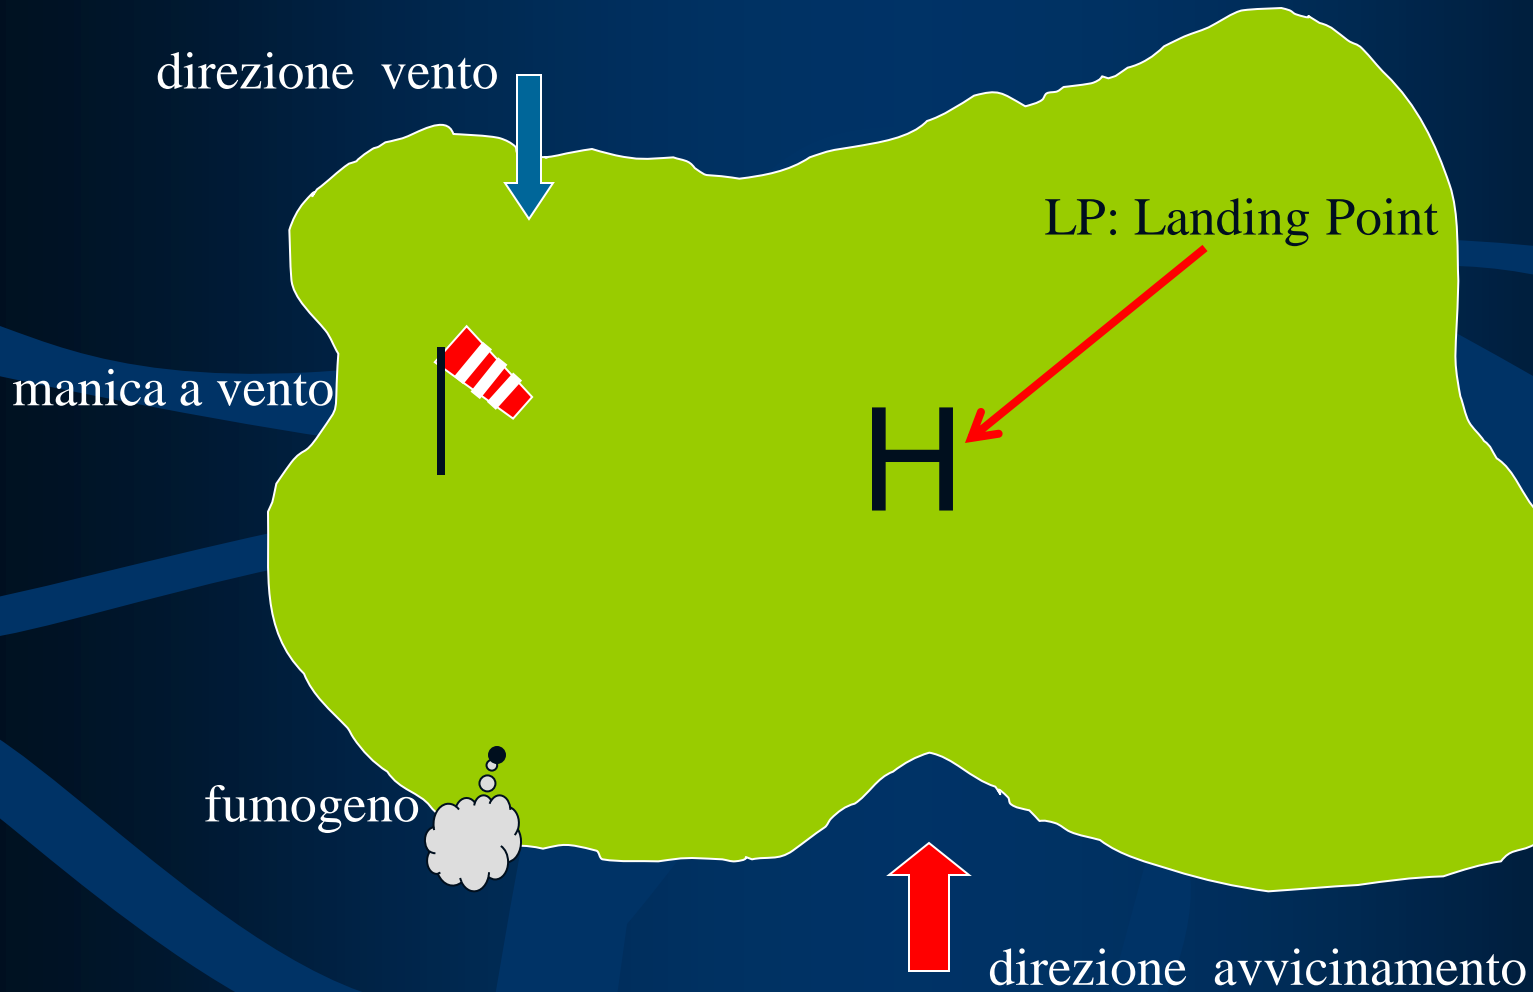 direzione vento
LP: Landing Point
manica a vento
H
fumogeno
direzione avvicinamento